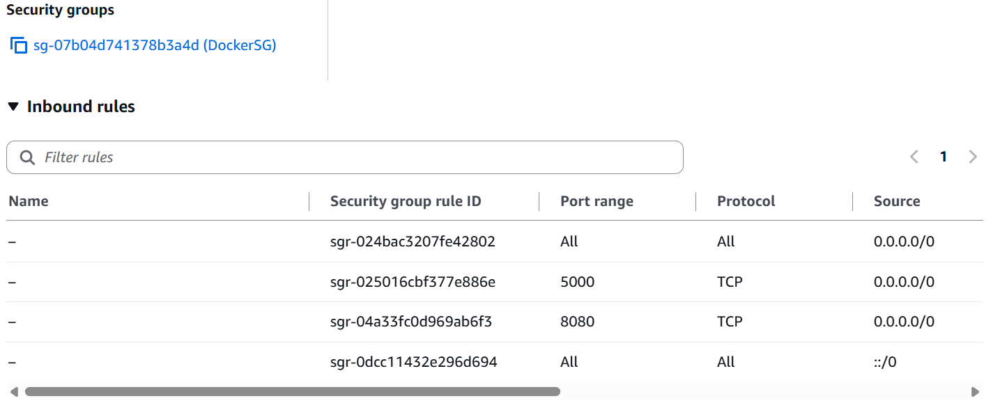 Security groups
sg-07b04d741378b3a4d (DockerSG)
Inbound rules
Filter rules
1
Name Security group rule ID Port range Protocol Source
– sgr-024bac3207fe42802 All All 0.0.0.0/0
– sgr-025016cbf377e886e 5000 TCP 0.0.0.0/0
– sgr-04a33fc0d969ab6f3 8080 TCP 0.0.0.0/0
– sgr-0dcc11432e296d694 All All ::/0